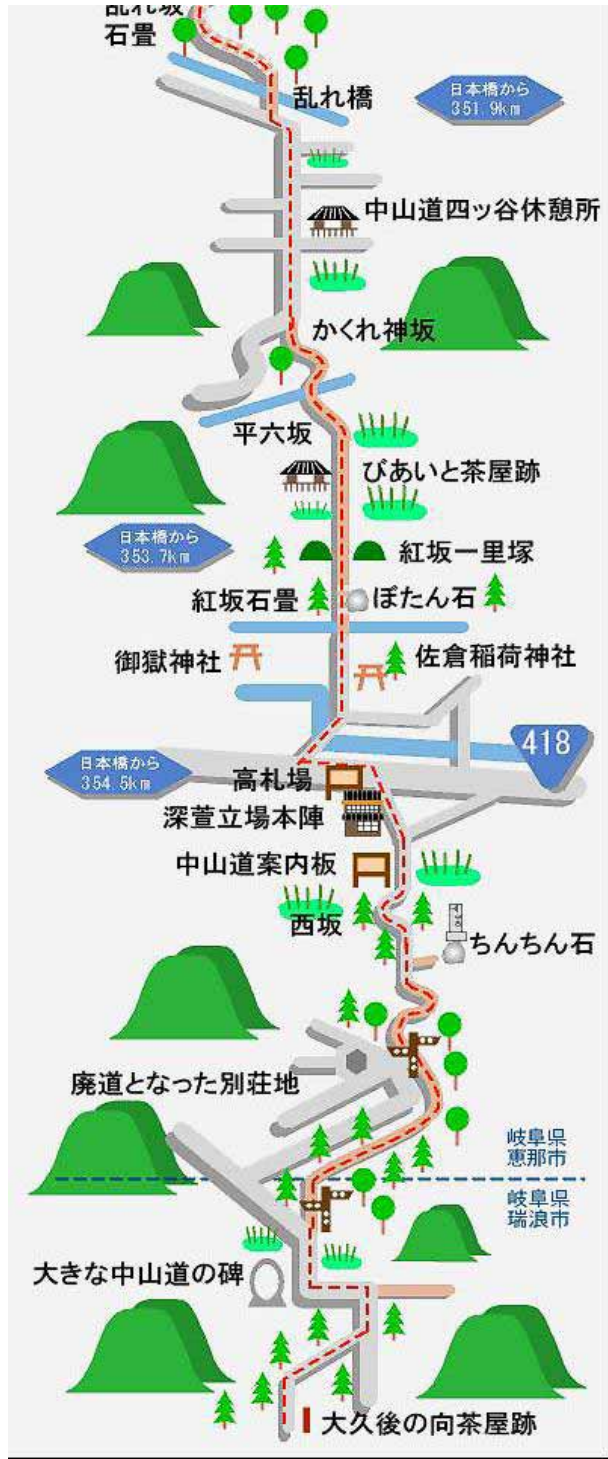 乱れ坂
石畳
乱れ橋
日本橋から
351.9km
中山道四ッ谷休憩所
かくれ神坂
平六坂
びあいと茶屋跡
日本橋から
353.7km
紅坂一里塚
紅坂石畳
ぼたん石
御獄神社
佐倉稲荷神社
418
日本橋から
354.5km
高札場
深萱立場本陣
中山道案内板
西坂
ちんちん石
廃道となった別荘地
岐阜県
恵那市
岐阜県
瑞浪市
大きな中山道の碑
大久後の向茶屋跡